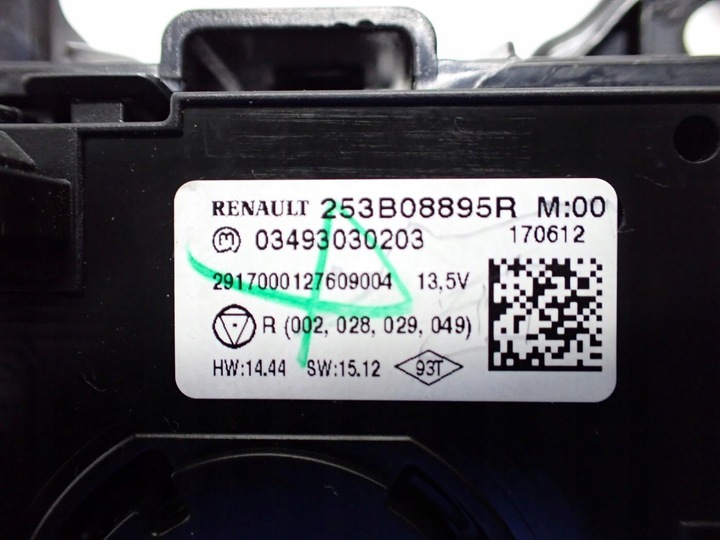 RENAULT 253B08895R M:00
M 03493030203 170612
2917000127609004 13,5V
R (002, 028, 029, 049)
HW:14.44 SW:15.12 93T